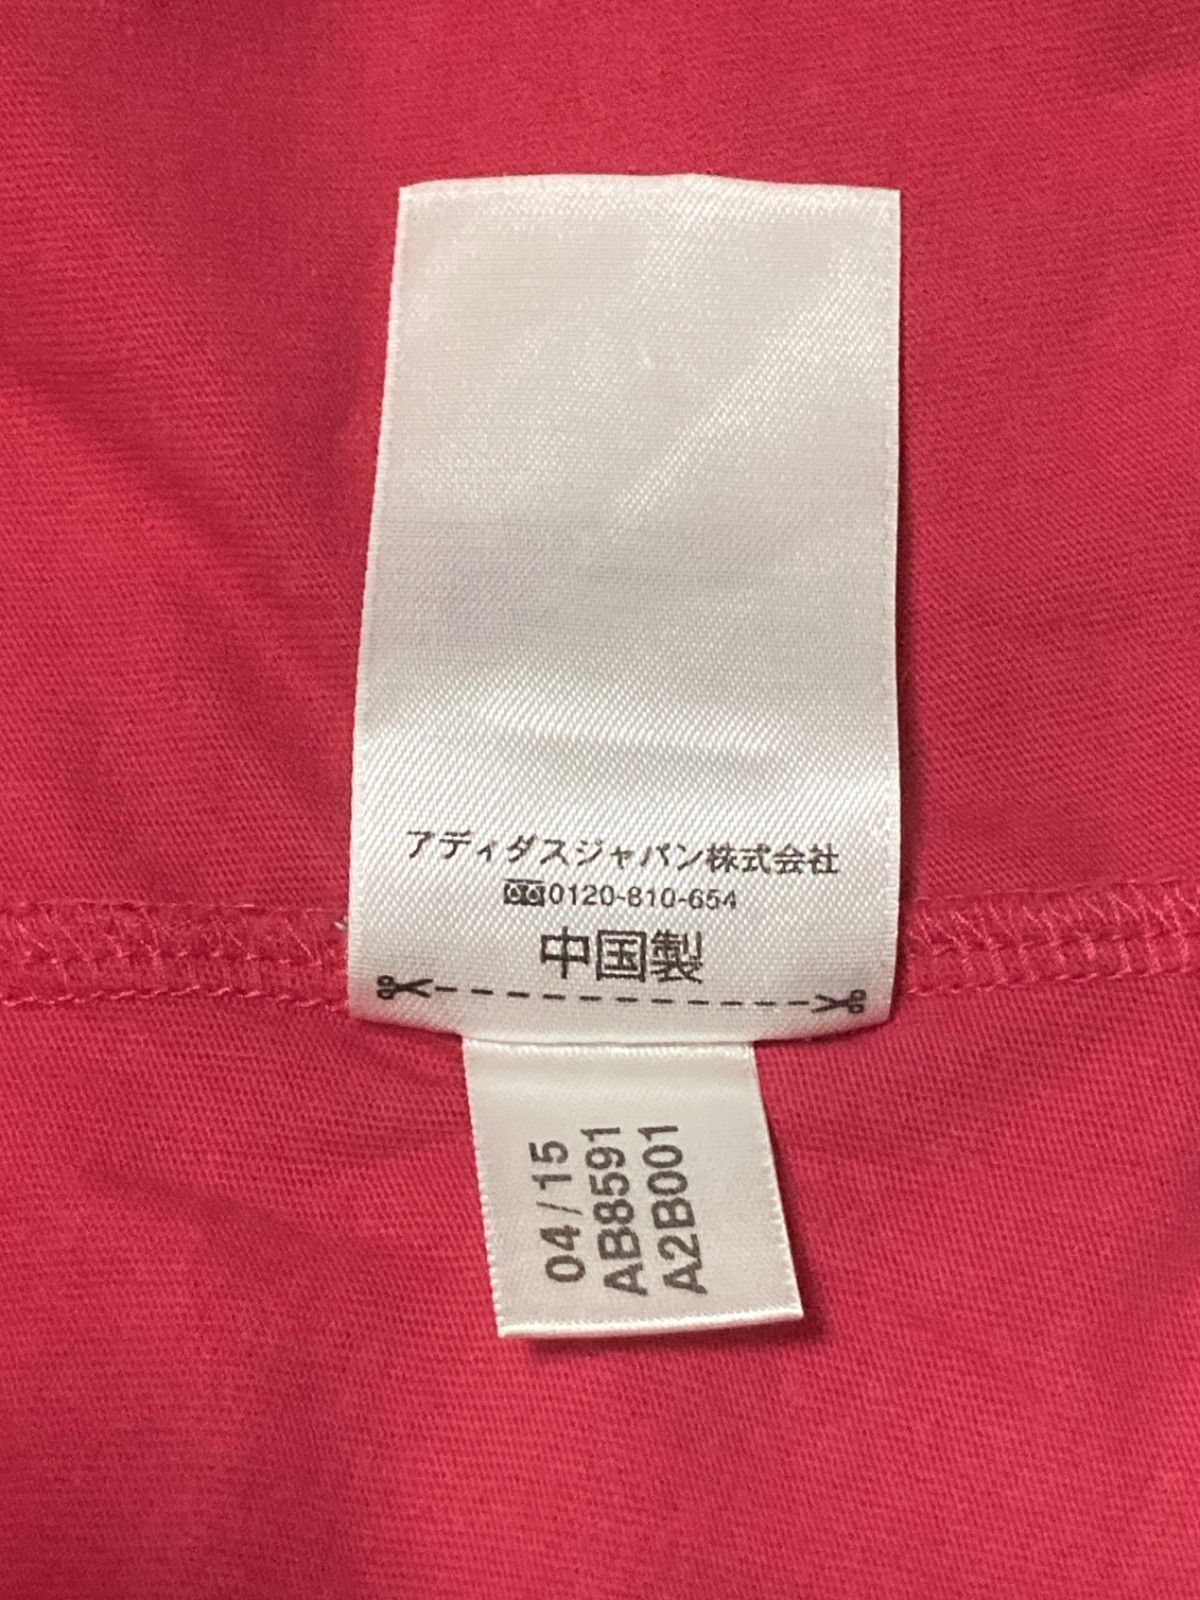 アディダスジャパン株式会社
0120-810-654
中国製
04/15
AB8591
A2B001